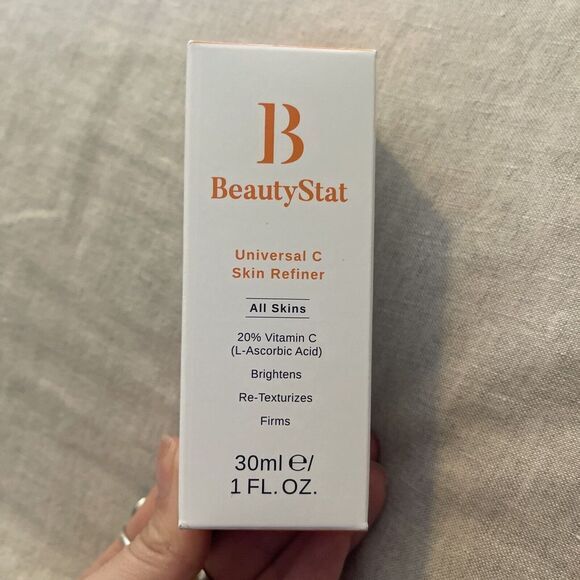 B
BeautyStat
Universal C
Skin Refiner
All Skins
20% Vitamin C
(L-Ascorbic Acid)
Brightens
Re-Texturizes
Firms
30ml ℮/
1 FL. OZ.